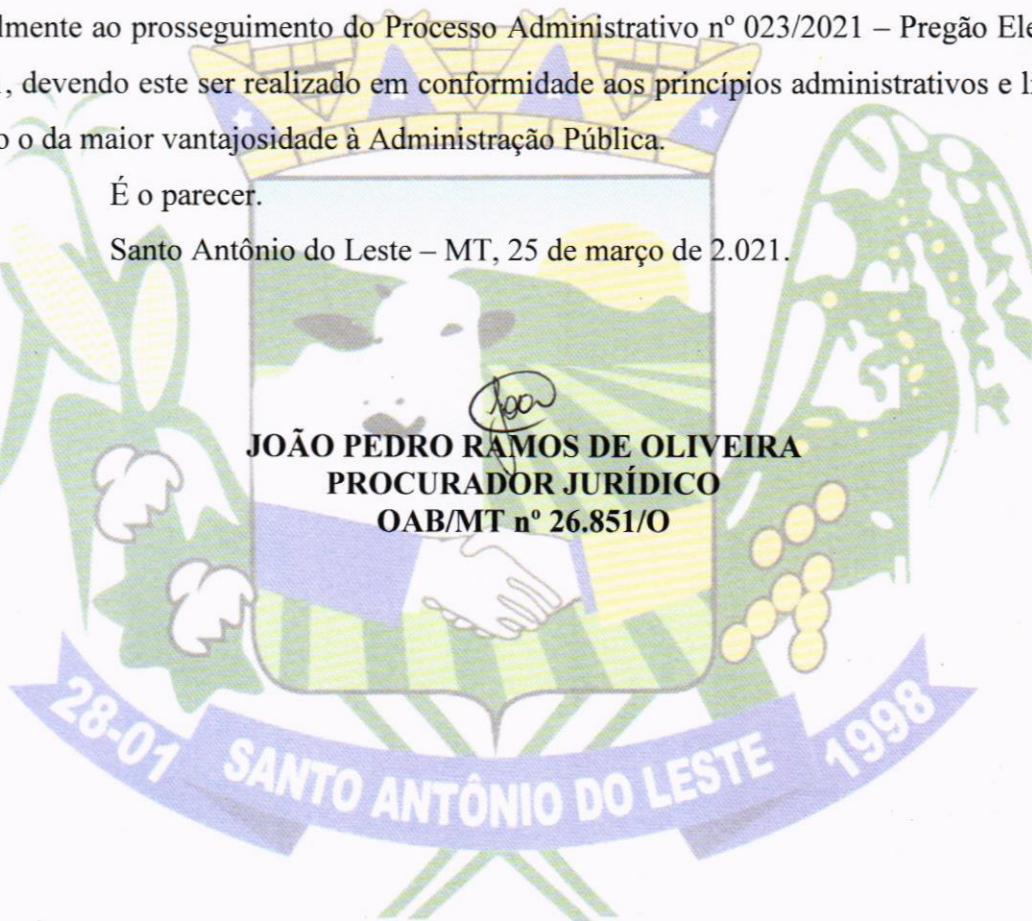 lmente ao prosseguimento do Processo Administrativo nº 023/2021 – Pregão Ele
, devendo este ser realizado em conformidade aos princípios administrativos e li
o o da maior vantajosidade à Administração Pública.
É o parecer.
Santo Antônio do Leste – MT, 25 de março de 2.021.
JOÃO PEDRO RAMOS DE OLIVEIRA
PROCURADOR JURÍDICO
OAB/MT nº 26.851/O
28-01 SANTO ANTÔNIO DO LESTE 1998